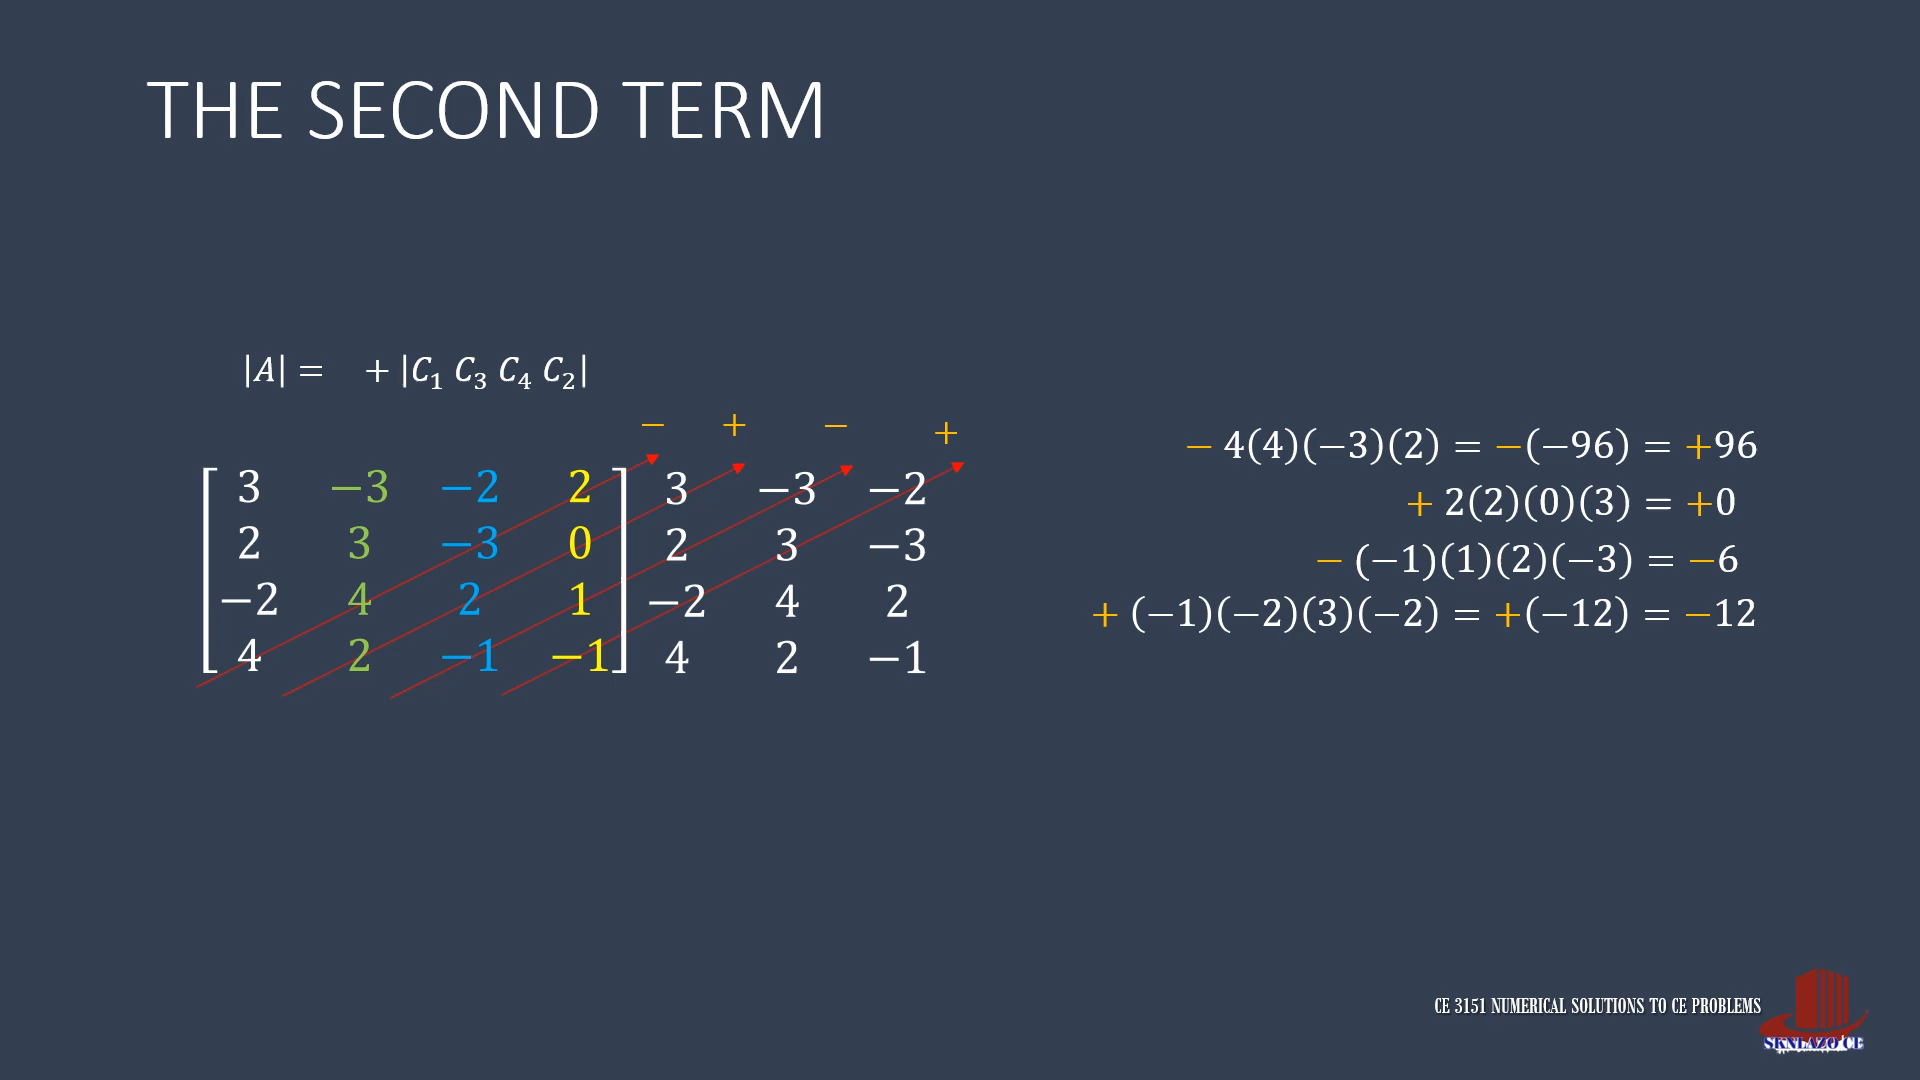 THE SECOND TERM
|A| = + |C₁ C₃ C₄ C₂|
− + − +
[3 −3 −2 2] 3 −3 −2
[2 3 −3 0] 2 3 −3
[−2 4 2 1] −2 4 2
[4 2 −1 −1] 4 2 −1
− 4(4)(−3)(2) = −(−96) = +96
+ 2(2)(0)(3) = +0
− (−1)(1)(2)(−3) = −6
+ (−1)(−2)(3)(−2) = +(−12) = −12
CE 3151 NUMERICAL SOLUTIONS TO CE PROBLEMS
SKNLAZO CE